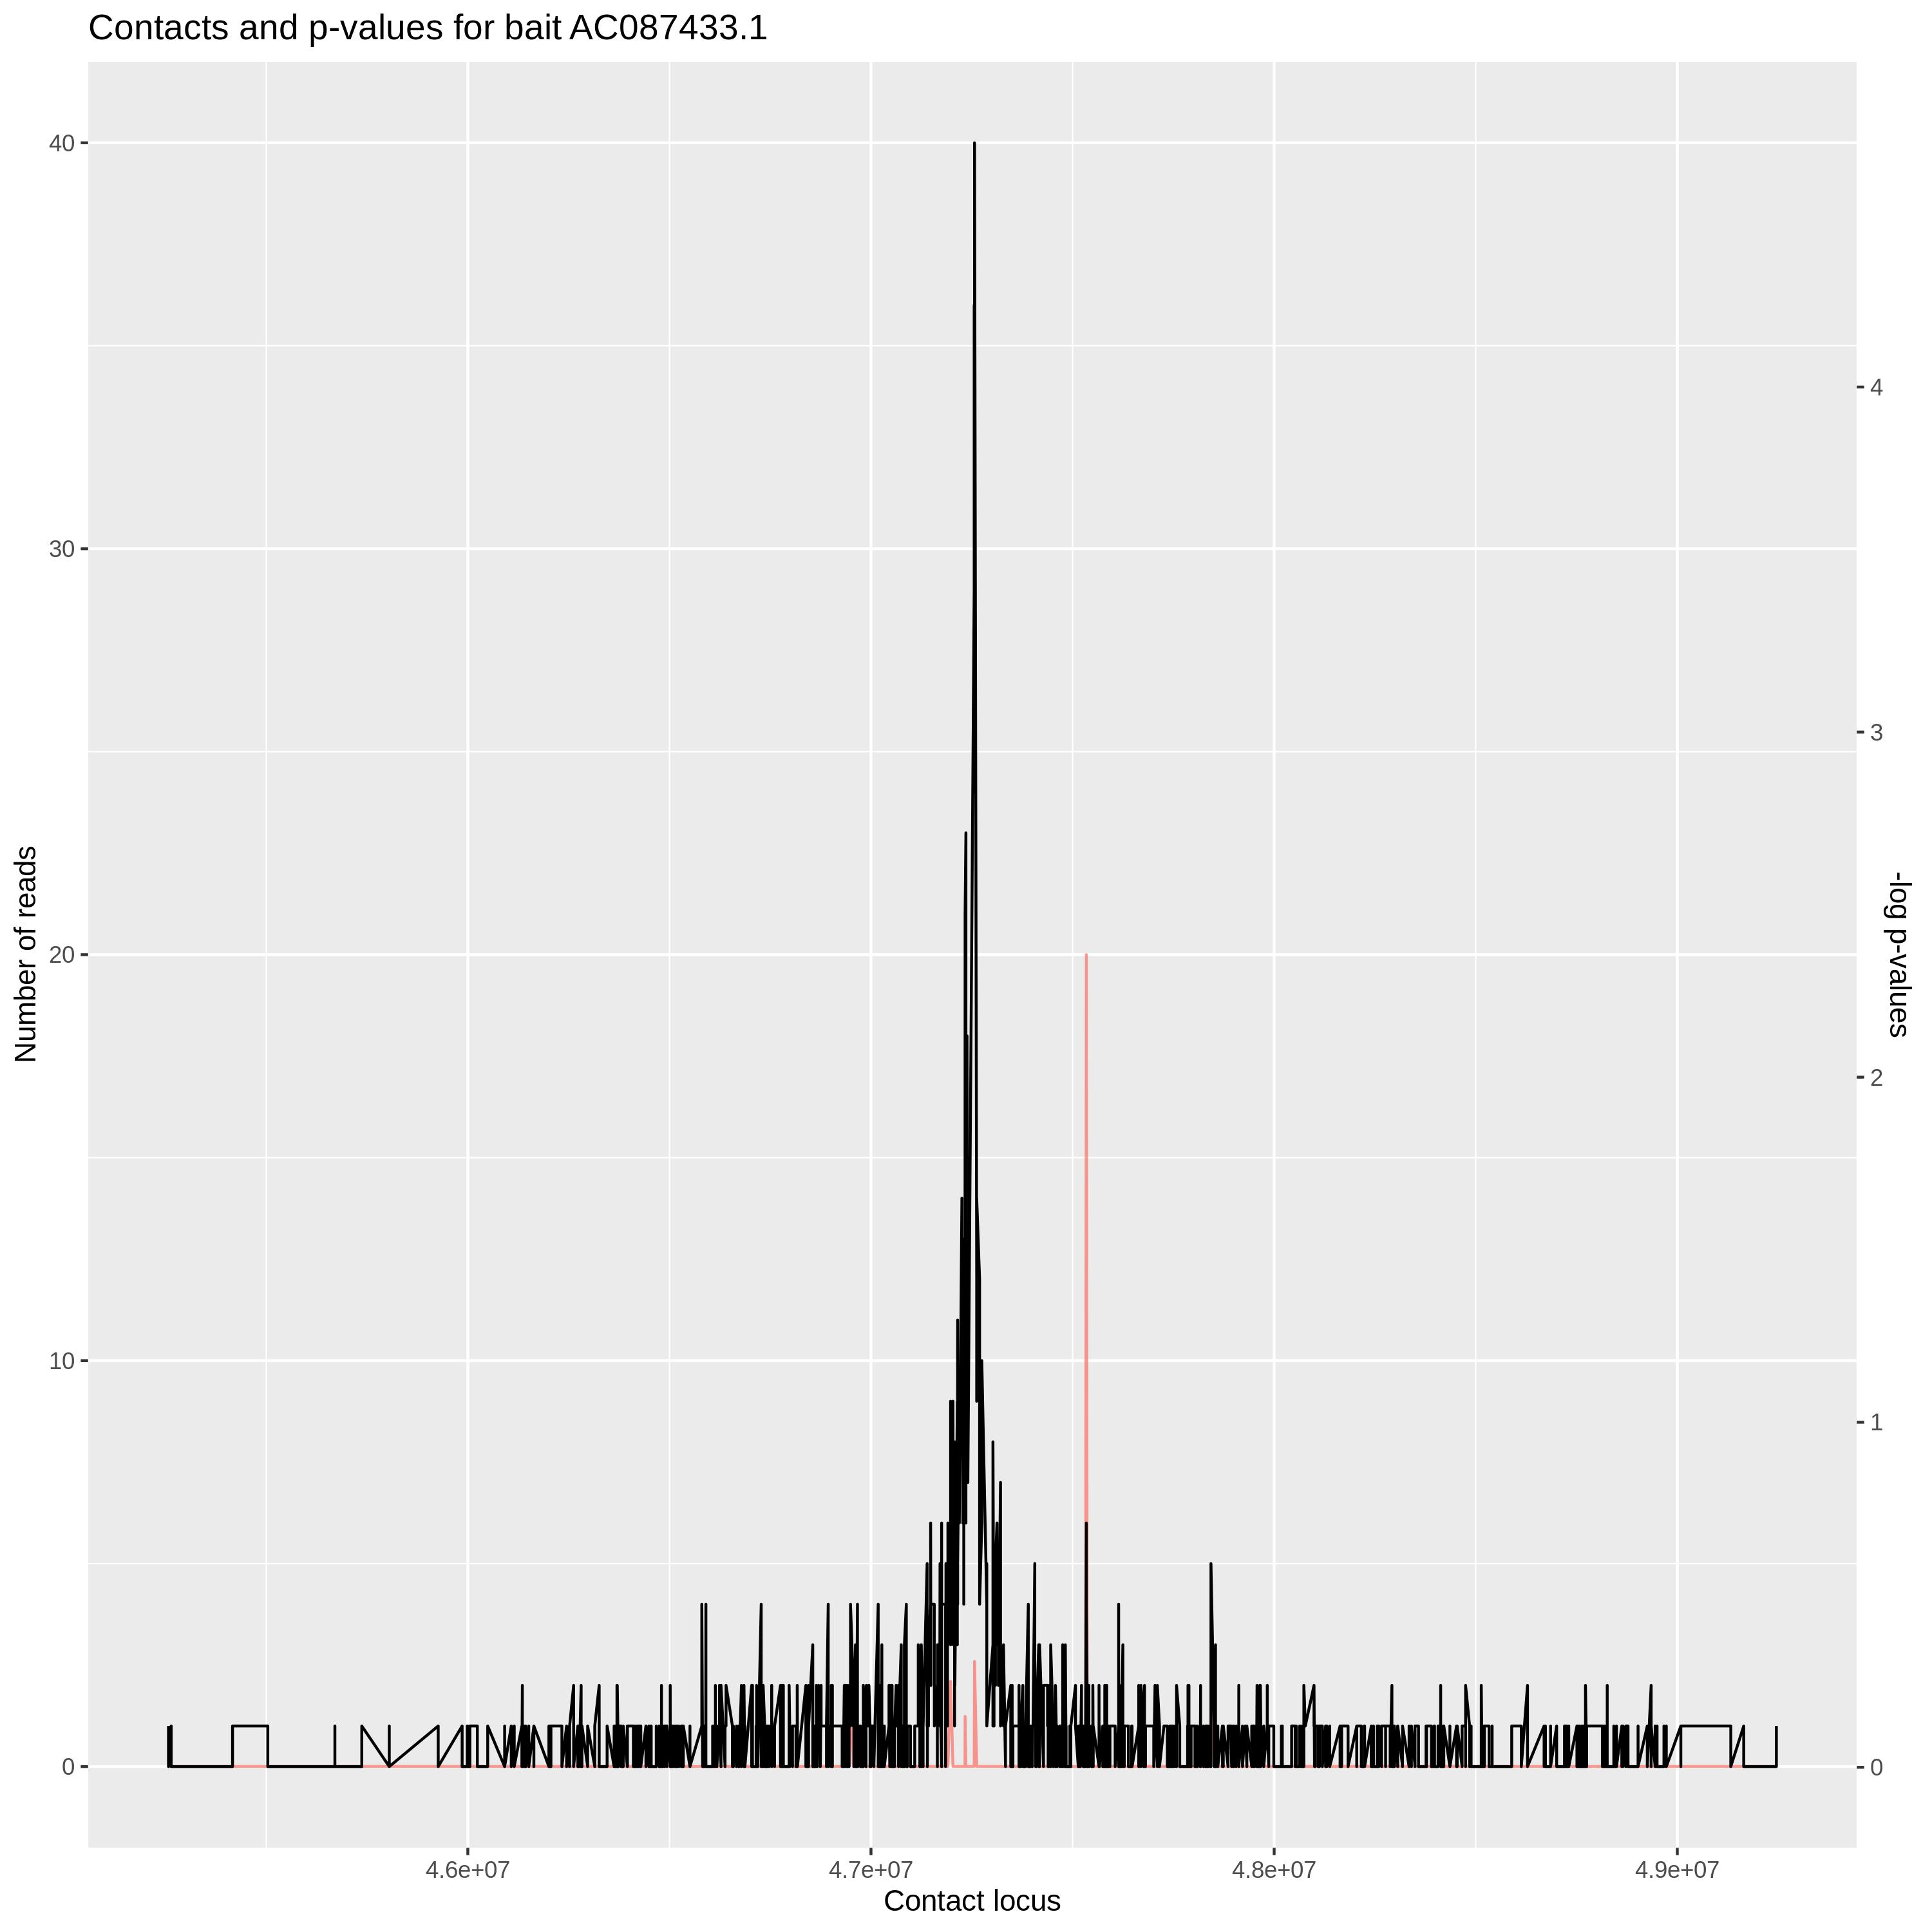 Contacts and p-values for bait AC087433.1
40
30
20
10
0
Number of reads
4
3
2
1
0
-log p-values
4.6e+07
4.7e+07
4.8e+07
4.9e+07
Contact locus